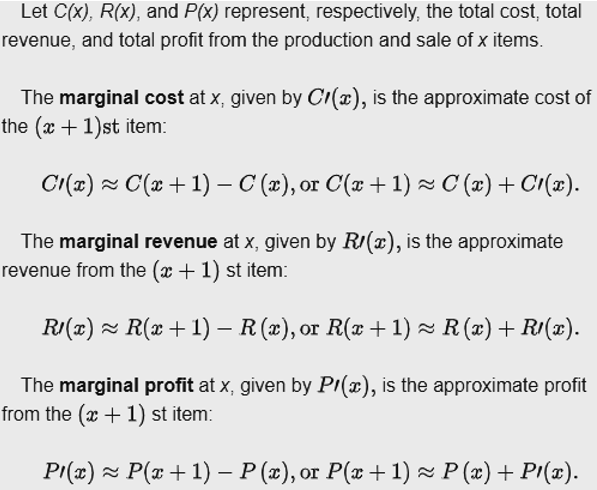 Let C(x), R(x), and P(x) represent, respectively, the total cost, total
revenue, and total profit from the production and sale of x items.
The marginal cost at x, given by C′(x), is the approximate cost of
the (x + 1)st item:
C′(x) ≈ C(x + 1) − C (x), or C(x + 1) ≈ C (x) + C′(x).
The marginal revenue at x, given by R′(x), is the approximate
revenue from the (x + 1) st item:
R′(x) ≈ R(x + 1) − R (x), or R(x + 1) ≈ R (x) + R′(x).
The marginal profit at x, given by P′(x), is the approximate profit
from the (x + 1) st item:
P′(x) ≈ P(x + 1) − P (x), or P(x + 1) ≈ P (x) + P′(x).